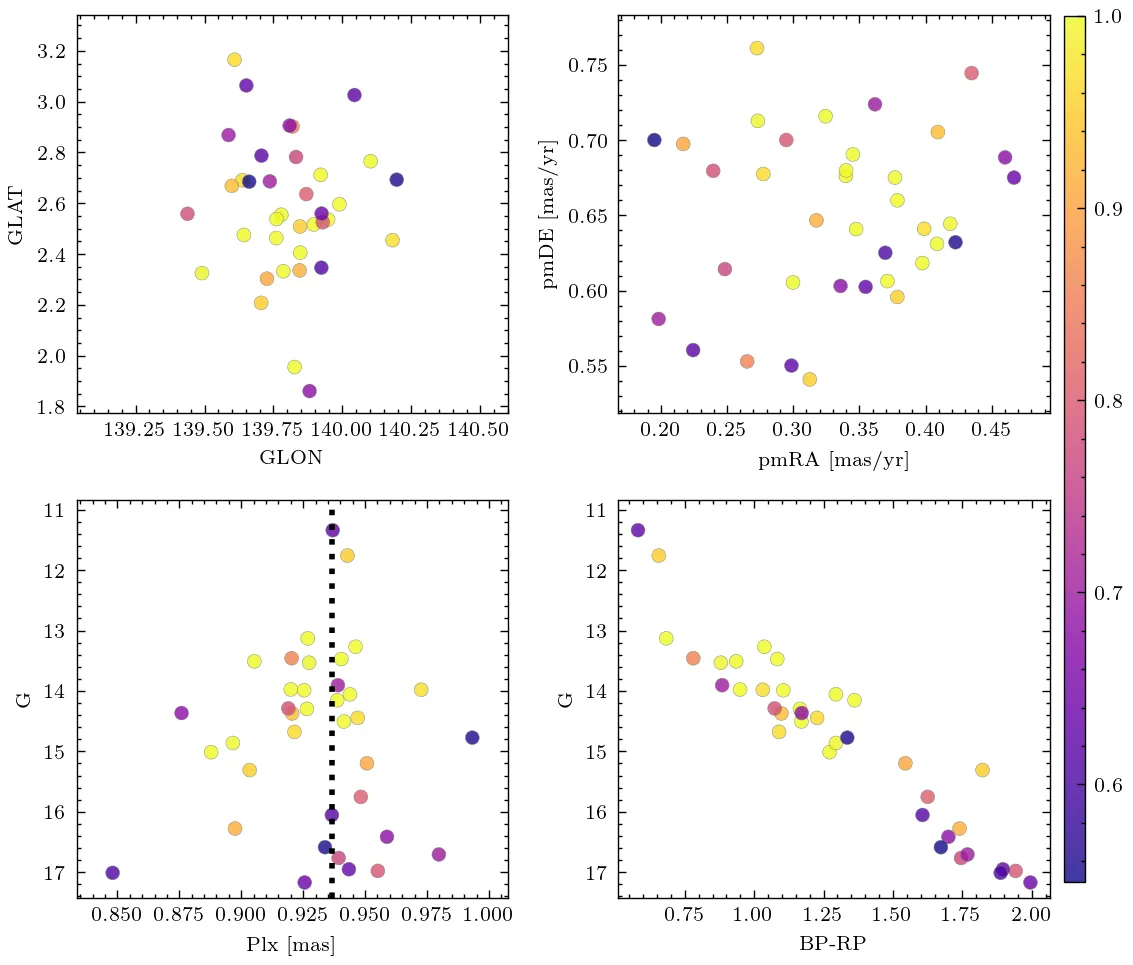 3.2
3.0
2.8
2.6
2.4
2.2
2.0
1.8
GLAT
139.25 139.50 139.75 140.00 140.25 140.50
GLON
0.75
0.70
0.65
0.60
0.55
pmDE [mas/yr]
0.20 0.25 0.30 0.35 0.40 0.45
pmRA [mas/yr]
11
12
13
14
15
16
17
G
0.850 0.875 0.900 0.925 0.950 0.975 1.000
Plx [mas]
11
12
13
14
15
16
17
G
0.75 1.00 1.25 1.50 1.75 2.00
BP-RP
1.0
0.9
0.8
0.7
0.6